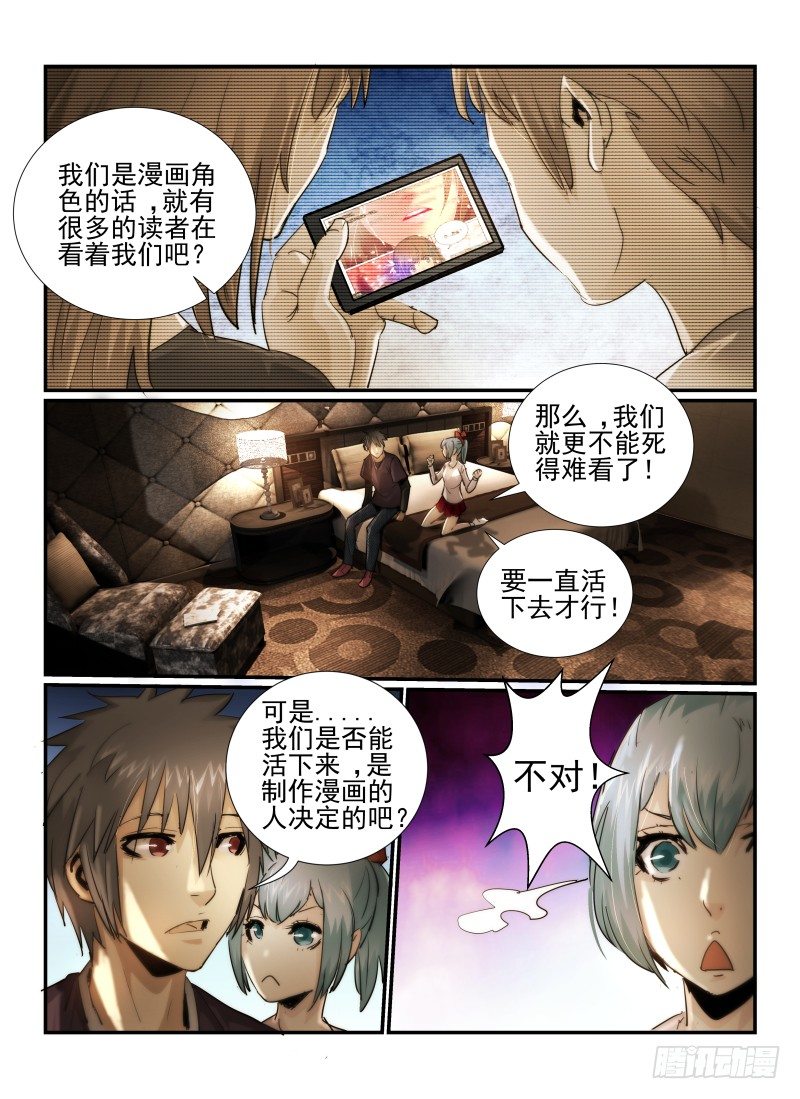 我们是漫画角
色的话，就有
很多的读者在
看着我们吧？
那么，我们
就更不能死
得难看了！
要一直活
下去才行！
可是.....
我们是否能
活下来，是
制作漫画的
人决定的吧？
不对！
腾讯动漫